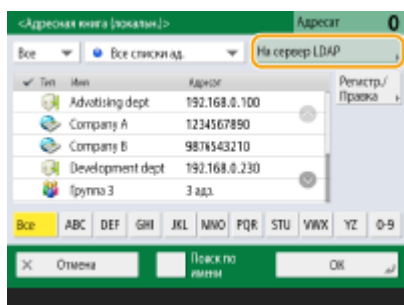 <Адресная книга (локальн.)> Адресат 0
Все Все списки ад. На сервер LDAP
Тип Имя Адресат Регистр./
Правка
Advatising dept 192.168.0.100
Company A 1234567890
Company B 9876543210
Development dept 192.168.0.230
Группа 3 3 адр.
Все ABC DEF GHI JKL MNO PQR STU VWX YZ 0-9
Отмена Поиск по
имени OK